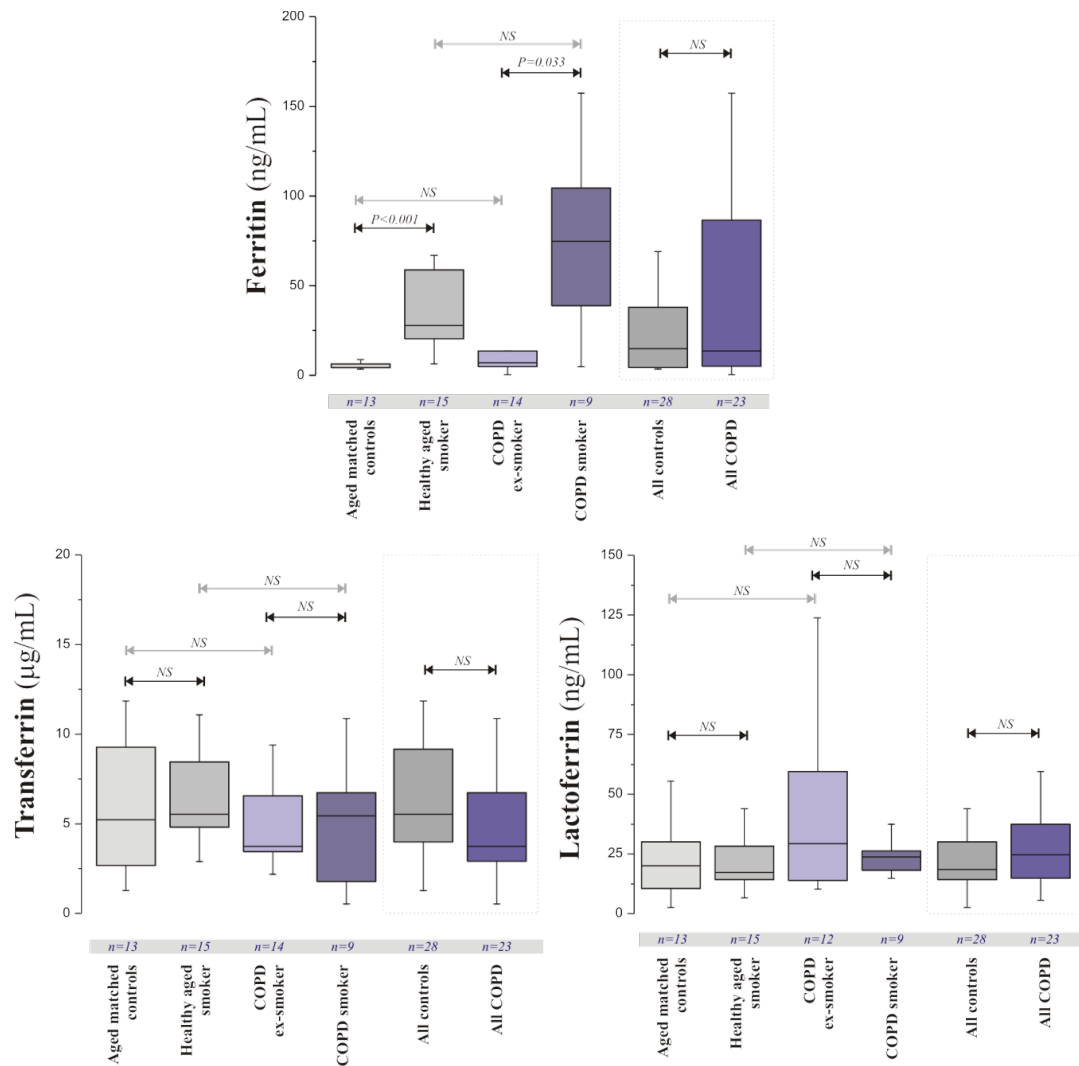 Ferritin (ng/mL)
200
150
100
50
0
NS
P=0.033
NS
NS
P<0.001
n=13
n=15
n=14
n=9
n=28
n=23
Aged matched
controls
Healthy aged
smoker
COPD
ex-smoker
COPD smoker
All controls
All COPD
Transferrin (µg/mL)
20
15
10
5
0
NS
NS
NS
NS
NS
n=13
n=15
n=14
n=9
n=28
n=23
Aged matched
controls
Healthy aged
smoker
COPD
ex-smoker
COPD smoker
All controls
All COPD
Lactoferrin (ng/mL)
150
125
100
75
50
25
0
NS
NS
NS
NS
NS
n=13
n=15
n=12
n=9
n=28
n=23
Aged matched
controls
Healthy aged
smoker
COPD
ex-smoker
COPD smoker
All controls
All COPD